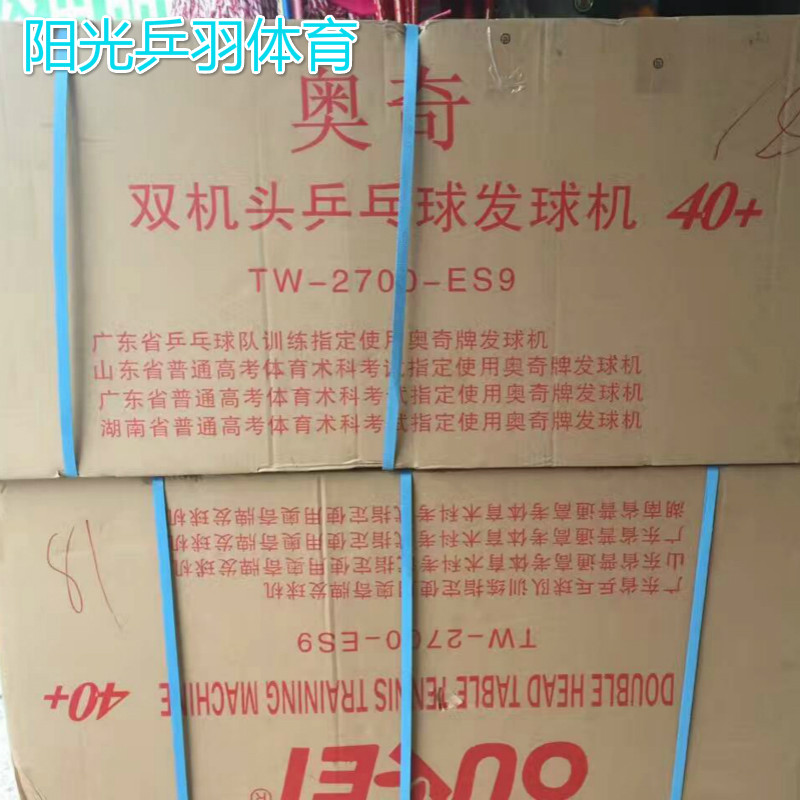 阳光乒羽体育
奥奇
双机头乒乓球发球机 40+
TW-2700-ES9
广东省乒乓球队训练指定使用奥奇牌发球机
山东省普通高考体育术科考试指定使用奥奇牌发球机
广东省普通高考体育术科考试指定使用奥奇牌发球机
湖南省普通高考体育术科考试指定使用奥奇牌发球机
18
OUKEI®
DOUBLE HEAD TABLE TENNIS TRAINING MACHINE 40+
TW-2700-ES9
广东省乒乓球队训练指定使用奥奇牌发球机
山东省普通高考体育术科考试指定使用奥奇牌发球机
广东省普通高考体育术科考试指定使用奥奇牌发球机
湖南省普通高考体育术科考试指定使用奥奇牌发球机